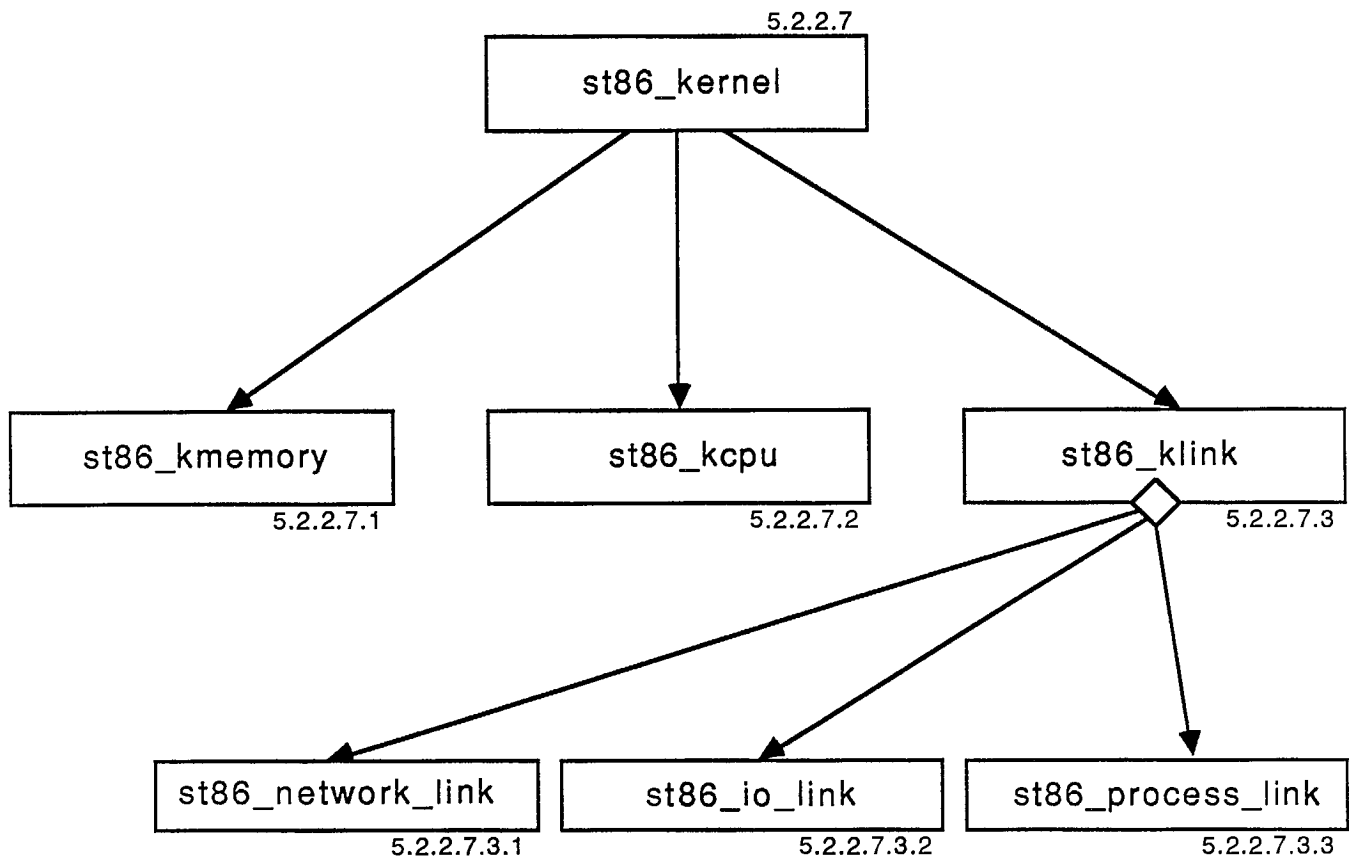 5.2.2.7
st86_kernel
st86_kmemory
5.2.2.7.1
st86_kcpu
5.2.2.7.2
st86_klink
5.2.2.7.3
st86_network_link
5.2.2.7.3.1
st86_io_link
5.2.2.7.3.2
st86_process_link
5.2.2.7.3.3